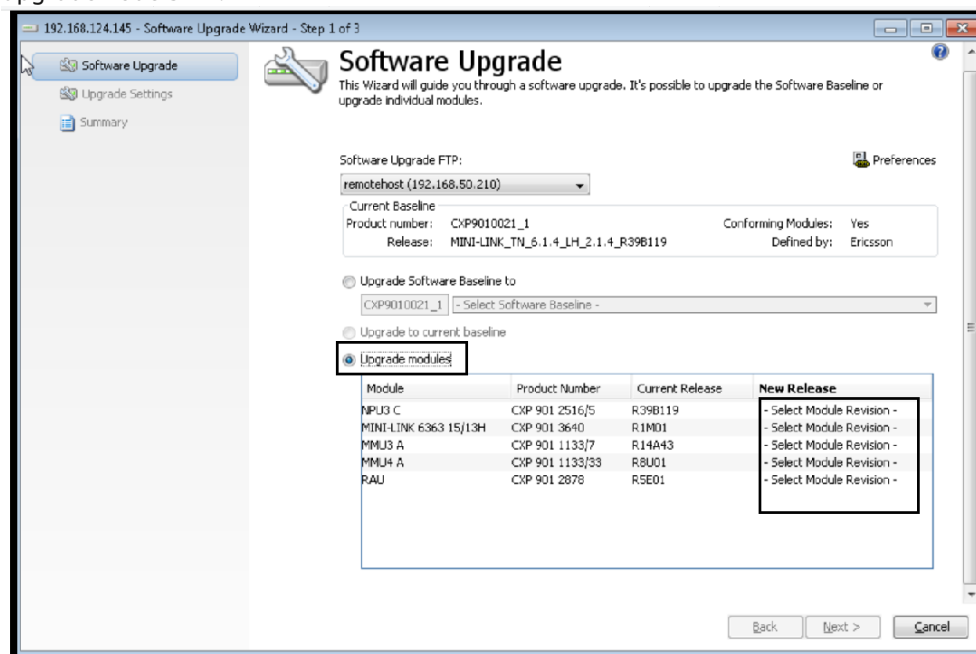 192.168.124.145 - Software Upgrade Wizard - Step 1 of 3
Software Upgrade
Upgrade Settings
Summary
Software Upgrade
This Wizard will guide you through a software upgrade. It's possible to upgrade the Software Baseline or
upgrade individual modules.
Software Upgrade FTP:
Preferences
remotehost (192.168.50.210)
Current Baseline
Product number: CXP9010021_1 Conforming Modules: Yes
Release: MINI-LINK_TN_6.1.4_LH_2.1.4_R39B119 Defined by: Ericsson
Upgrade Software Baseline to
CXP9010021_1 - Select Software Baseline -
Upgrade to current baseline
Upgrade modules
Module Product Number Current Release New Release
NPU3 C CXP 901 2516/5 R39B119 - Select Module Revision -
MINI-LINK 6363 15/13H CXP 901 3640 R1M01 - Select Module Revision -
MMU3 A CXP 901 1133/7 R14A43 - Select Module Revision -
MMU4 A CXP 901 1133/33 R8U01 - Select Module Revision -
RAU CXP 901 2878 R5E01 - Select Module Revision -
Back Next > Cancel